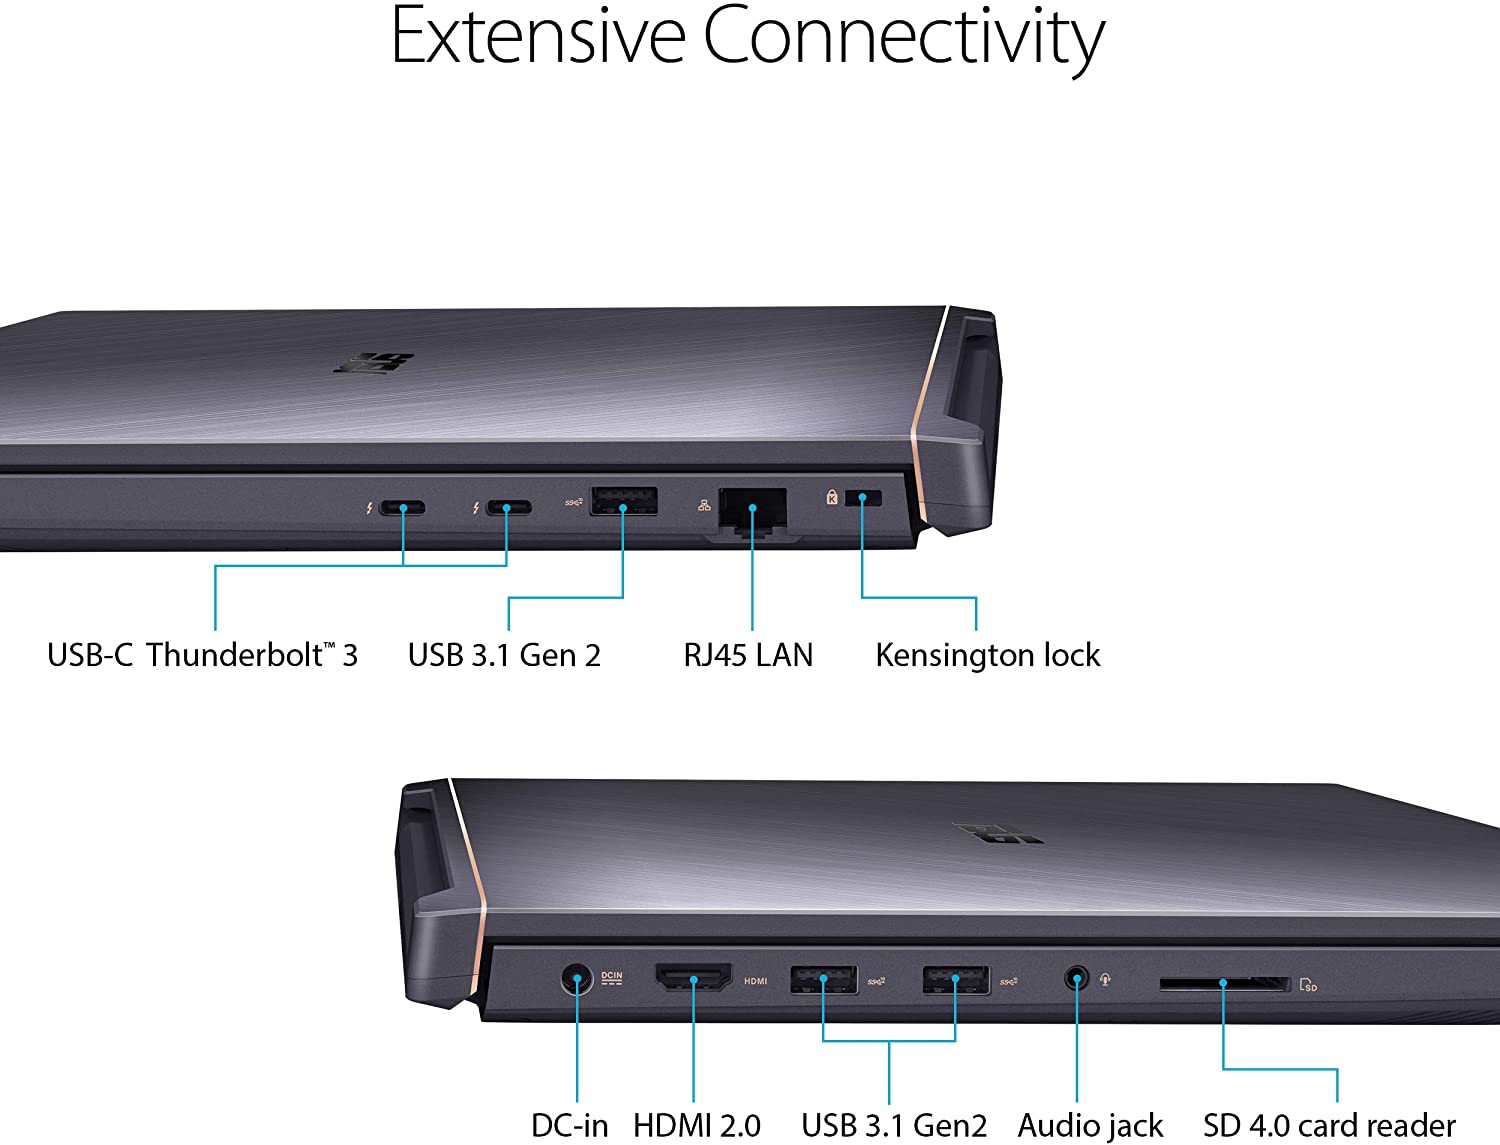 Extensive Connectivity
USB-C Thunderbolt™ 3
USB 3.1 Gen 2
RJ45 LAN
Kensington lock
K
DCIN
HDMI
SD
DC-in
HDMI 2.0
USB 3.1 Gen2
Audio jack
SD 4.0 card reader